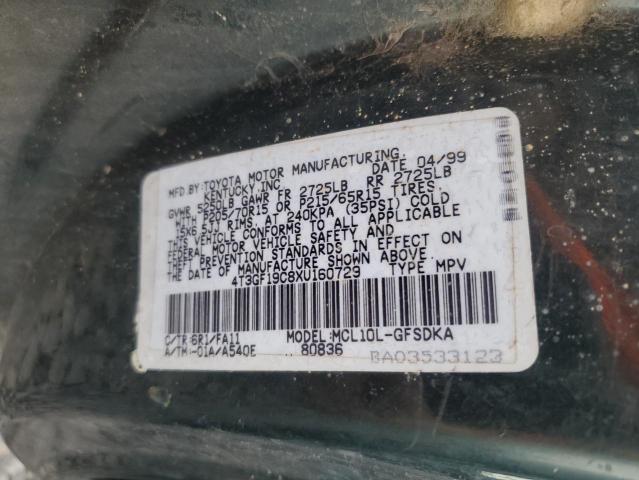 MFD.BY:TOYOTA MOTOR MANUFACTURING, DATE 04/99
KENTUCKY,INC.
GVWR 5250LB GAWR FR 2725LB RR 2725LB
WITH P205/70R15 OR P215/65R15 TIRES,
15X6.5JJ RIMS, AT 240KPA (35PSI) COLD
THIS VEHICLE CONFORMS TO ALL APPLICABLE
FEDERAL MOTOR VEHICLE SAFETY AND
THEFT PREVENTION STANDARDS IN EFFECT ON
THE DATE OF MANUFACTURE SHOWN ABOVE.
4T3GF19C8XU160729 TYPE MPV
C/TR:6R1/FA11 MODEL:MCL10L-GFSDKA
A/TM:-01A/A540E 80836
BA03533123